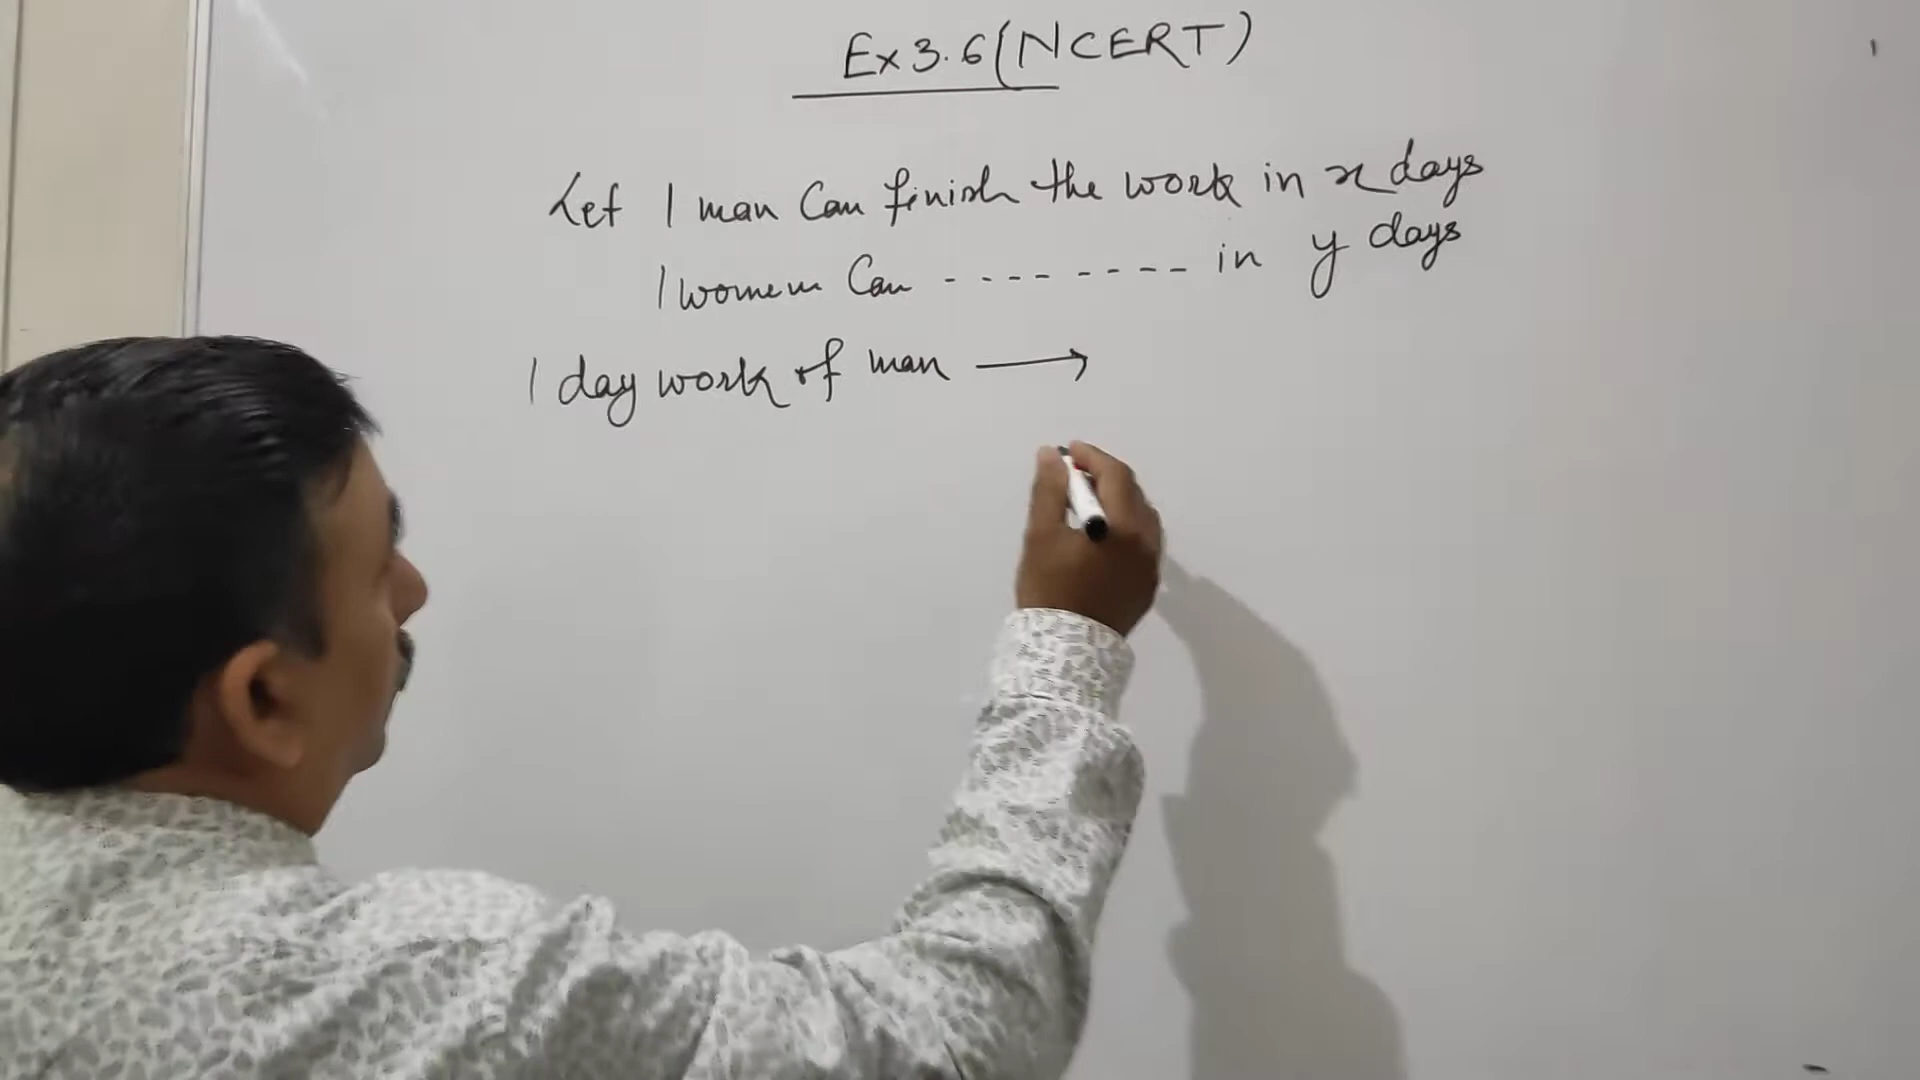 Ex 3.6 (NCERT)
Let 1 man Can finish the work in x days
1 women Can --------- in y days
1 day work of man →